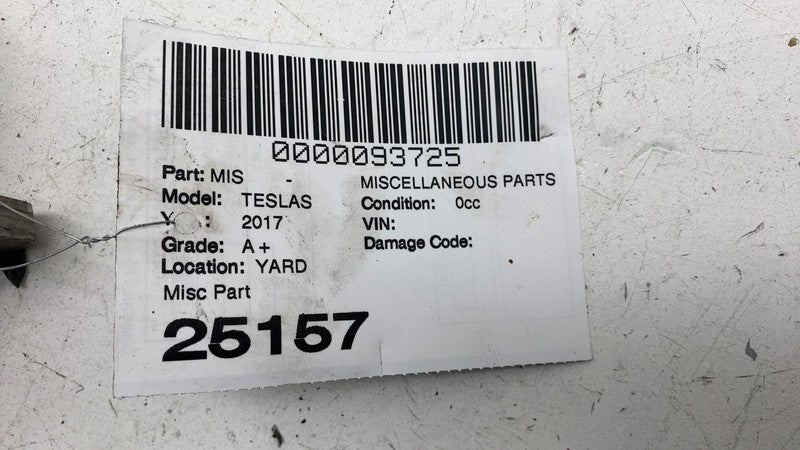 0000093725
Part: MIS - MISCELLANEOUS PARTS
Model: TESLAS Condition: 0cc
: 2017 VIN:
Grade: A+ Damage Code:
Location: YARD
Misc Part
25157